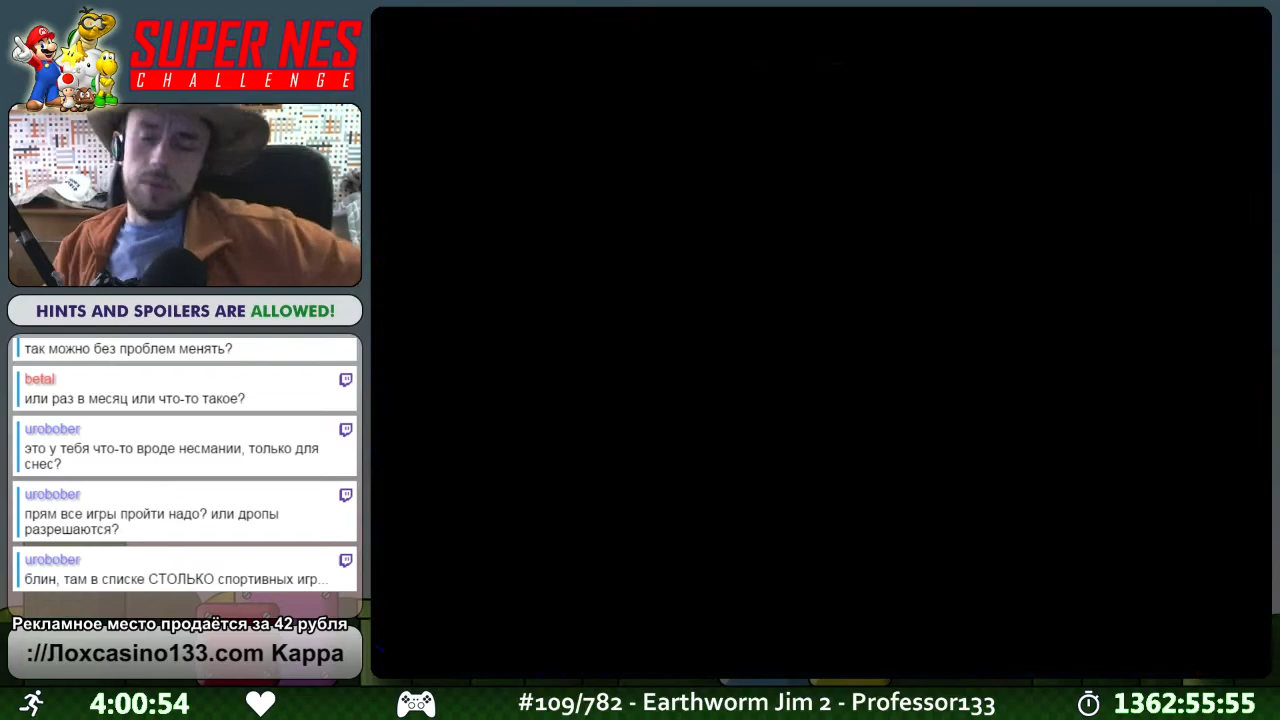 SUPER NES
CHALLENGE
HINTS AND SPOILERS ARE ALLOWED!
так можно без проблем менять?
betal
или раз в месяц или что-то такое?
urobober
это у тебя что-то вроде несмании, только для
снес?
urobober
прям все игры пройти надо? или дропы
разрешаются?
urobober
блин, там в списке СТОЛЬКО спортивных игр...
Рекламное место продаётся за 42 рубля
://Лохcasino133.com Kappa
4:00:54
#109/782 - Earthworm Jim 2 - Professor133
1362:55:55